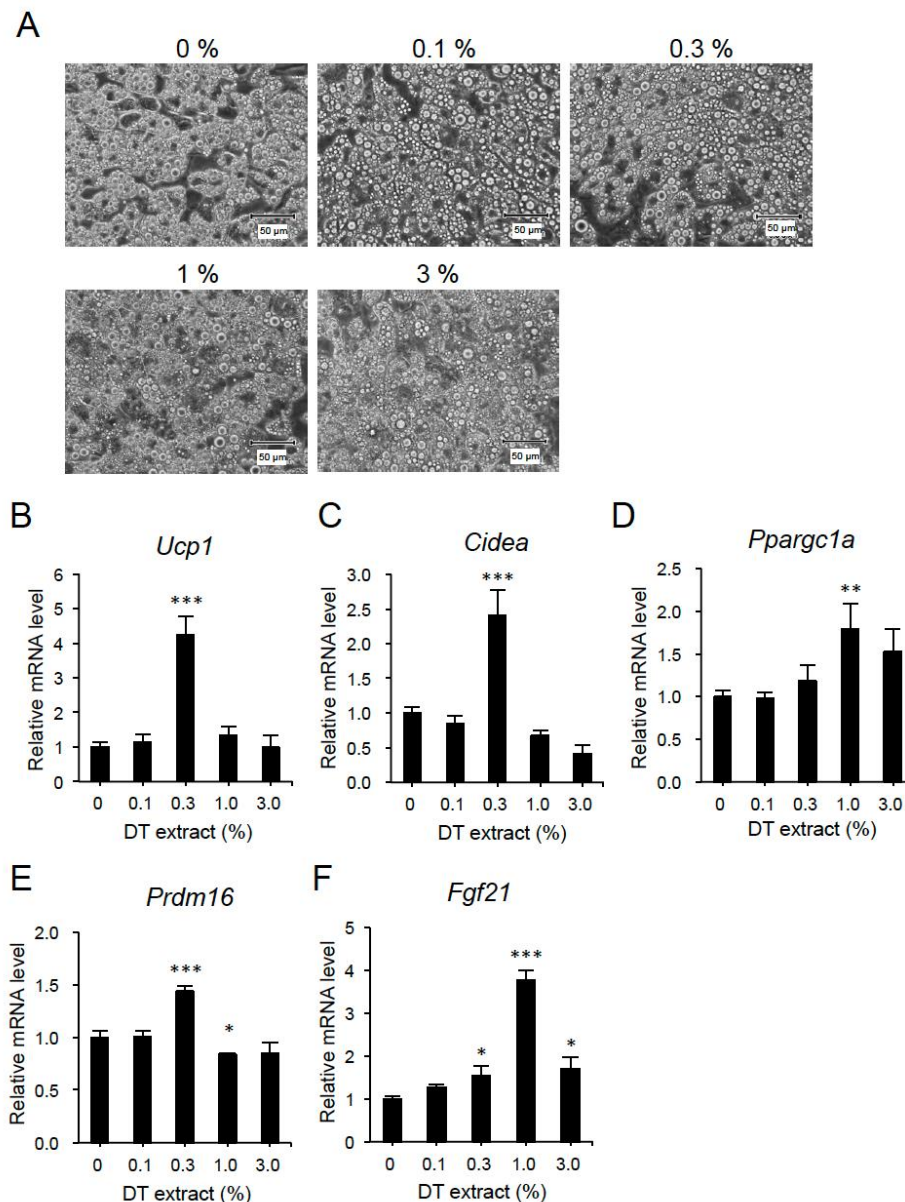 A
0 %
0.1 %
0.3 %
50 µm
50 µm
50 µm
1 %
3 %
50 µm
50 µm
B
Ucp1
Relative mRNA level
6
5
4
3
2
1
0
***
0 0.1 0.3 1.0 3.0
DT extract (%)
C
Cidea
Relative mRNA level
3.0
2.5
2.0
1.5
1.0
0.5
0.0
***
0 0.1 0.3 1.0 3.0
DT extract (%)
D
Ppargc1a
Relative mRNA level
2.5
2.0
1.5
1.0
0.5
0.0
**
0 0.1 0.3 1.0 3.0
DT extract (%)
E
Prdm16
Relative mRNA level
2.0
1.5
1.0
0.5
0.0
***
*
0 0.1 0.3 1.0 3.0
DT extract (%)
F
Fgf21
Relative mRNA level
5
4
3
2
1
0
*
***
*
0 0.1 0.3 1.0 3.0
DT extract (%)